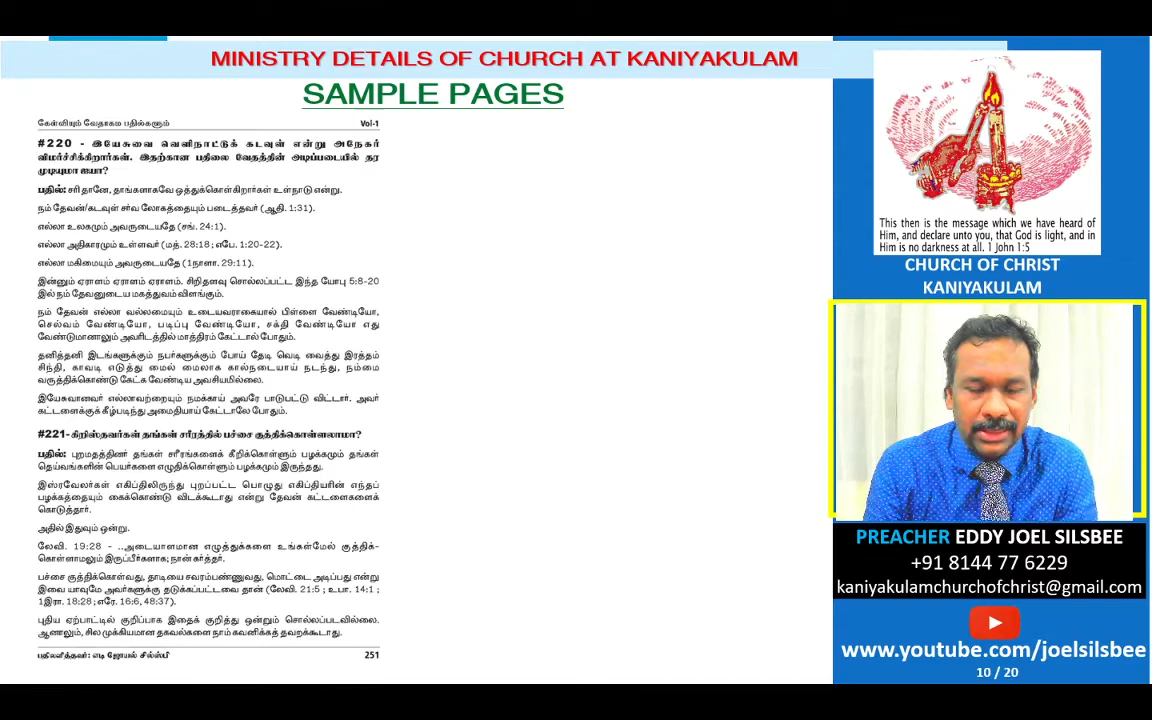 MINISTRY DETAILS OF CHURCH AT KANIYAKULAM
SAMPLE PAGES
கேள்வியும் வேதாகம பதில்களும் Vol-1
#220 - இயேசுவை வெளிநாட்டுக் கடவுள் என்று அநேகர்
விமர்ச்சிக்கிறார்கள். இதற்கான பதிலை வேதத்தின் அடிப்படையில் தர
முடியுமா ஐயா?
பதில்: சரி தானே, தாங்களாகவே ஒத்துக்கொள்கிறார்கள் உள்நாடு என்று.
நம் தேவன்/கடவுள் சர்வ லோகத்தையும் படைத்தவர் (ஆதி. 1:31).
எல்லா உலகமும் அவருடையதே (சங். 24:1).
எல்லா அதிகாரமும் உள்ளவர் (மத். 28:18 ; எபே. 1:20-22).
எல்லா மகிமையும் அவருடையதே (1நாளா. 29:11).
இன்னும் ஏராளம் ஏராளம் ஏராளம். சிறிதளவு சொல்லப்பட்ட இந்த யோபு 5:8-20
இல் நம் தேவனுடைய மகத்துவம் விளங்கும்.
நம் தேவன் எல்லா வல்லமையும் உடையவராகையால் பிள்ளை வேண்டியோ,
செல்வம் வேண்டியோ, படிப்பு வேண்டியோ, சக்தி வேண்டியோ எது
வேண்டுமானாலும் அவரிடத்தில் மாத்திரம் கேட்டால் போதும்.
தனித்தனி இடங்களுக்கும் நபர்களுக்கும் போய் தேடி வெடி வைத்து இரத்தம்
சிந்தி, காவடி எடுத்து மைல் மைலாக கால்நடையாய் நடந்து, நம்மை
வருத்திக்கொண்டு கேட்க வேண்டிய அவசியமில்லை.
இயேசுவானவர் எல்லாவற்றையும் நமக்காய் அவரே பாடுபட்டு விட்டார். அவர்
கட்டளைக்குக் கீழ்படிந்து அமைதியாய் கேட்டாலே போதும்.
#221-கிறிஸ்தவர்கள் தங்கள் சரீரத்தில் பச்சை குத்திக்கொள்ளலாமா?
பதில்: புறமதத்தினர் தங்கள் சரீரங்களைக் கீறிக்கொள்ளும் பழக்கமும் தங்கள்
தெய்வங்களின் பெயர்களை எழுதிக்கொள்ளும் பழக்கமும் இருந்தது.
இஸ்ரவேலர்கள் எகிப்திலிருந்து புறப்பட்ட பொழுது எகிப்தியரின் எந்தப்
பழக்கத்தையும் கைக்கொண்டு விடக்கூடாது என்று தேவன் கட்டளைகளைக்
கொடுத்தார்.
அதில் இதுவும் ஒன்று.
லேவி. 19:28 - ..அடையாளமான எழுத்துக்களை உங்கள்மேல் குத்திக்-
கொள்ளாமலும் இருப்பீர்களாக; நான் கர்த்தர்.
பச்சை குத்திக்கொள்வது, தாடியை சவரம்பண்ணுவது, மொட்டை அடிப்பது என்று
இவை யாவுமே அவர்களுக்கு தடுக்கப்பட்டவை தான் (லேவி. 21:5 ; உபா. 14:1 ;
1இரா. 18:28 ; எரே. 16:6, 48:37).
புதிய ஏற்பாட்டில் குறிப்பாக இதைக் குறித்து ஒன்றும் சொல்லப்படவில்லை.
ஆனாலும், சில முக்கியமான தகவல்களை நாம் கவனிக்கத் தவறக்கூடாது.
பதிலளித்தவர்: எடி ஜோயல் சில்ஸ்பி 251
This then is the message which we have heard of
Him, and declare unto you, that God is light, and in
Him is no darkness at all. 1 John 1:5
CHURCH OF CHRIST
KANIYAKULAM
PREACHER EDDY JOEL SILSBEE
+91 8144 77 6229
kaniyakulamchurchofchrist@gmail.com
www.youtube.com/joelsilsbee
10 / 20